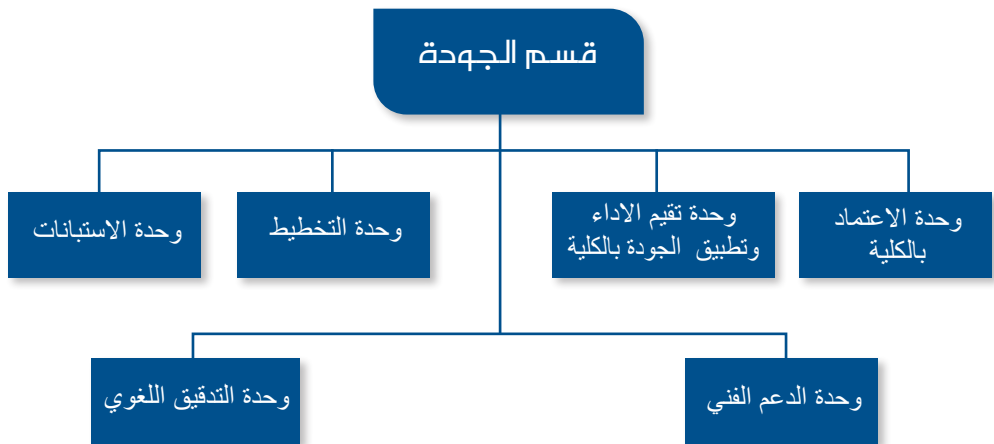 قسم الجودة
وحدة الاعتماد
بالكلية
وحدة تقيم الاداء
وتطبيق الجودة بالكلية
وحدة التخطيط
وحدة الاستبانات
وحدة الدعم الفني
وحدة التدقيق اللغوي